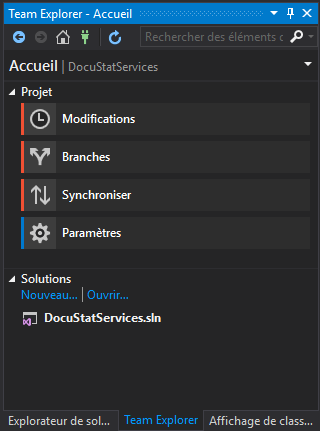 Team Explorer - Accueil
Rechercher des éléments d
Accueil | DocuStatServices
Projet
Modifications
Branches
Synchroniser
Paramètres
Solutions
Nouveau... | Ouvrir...
DocuStatServices.sln
Explorateur de sol... Team Explorer Affichage de class...